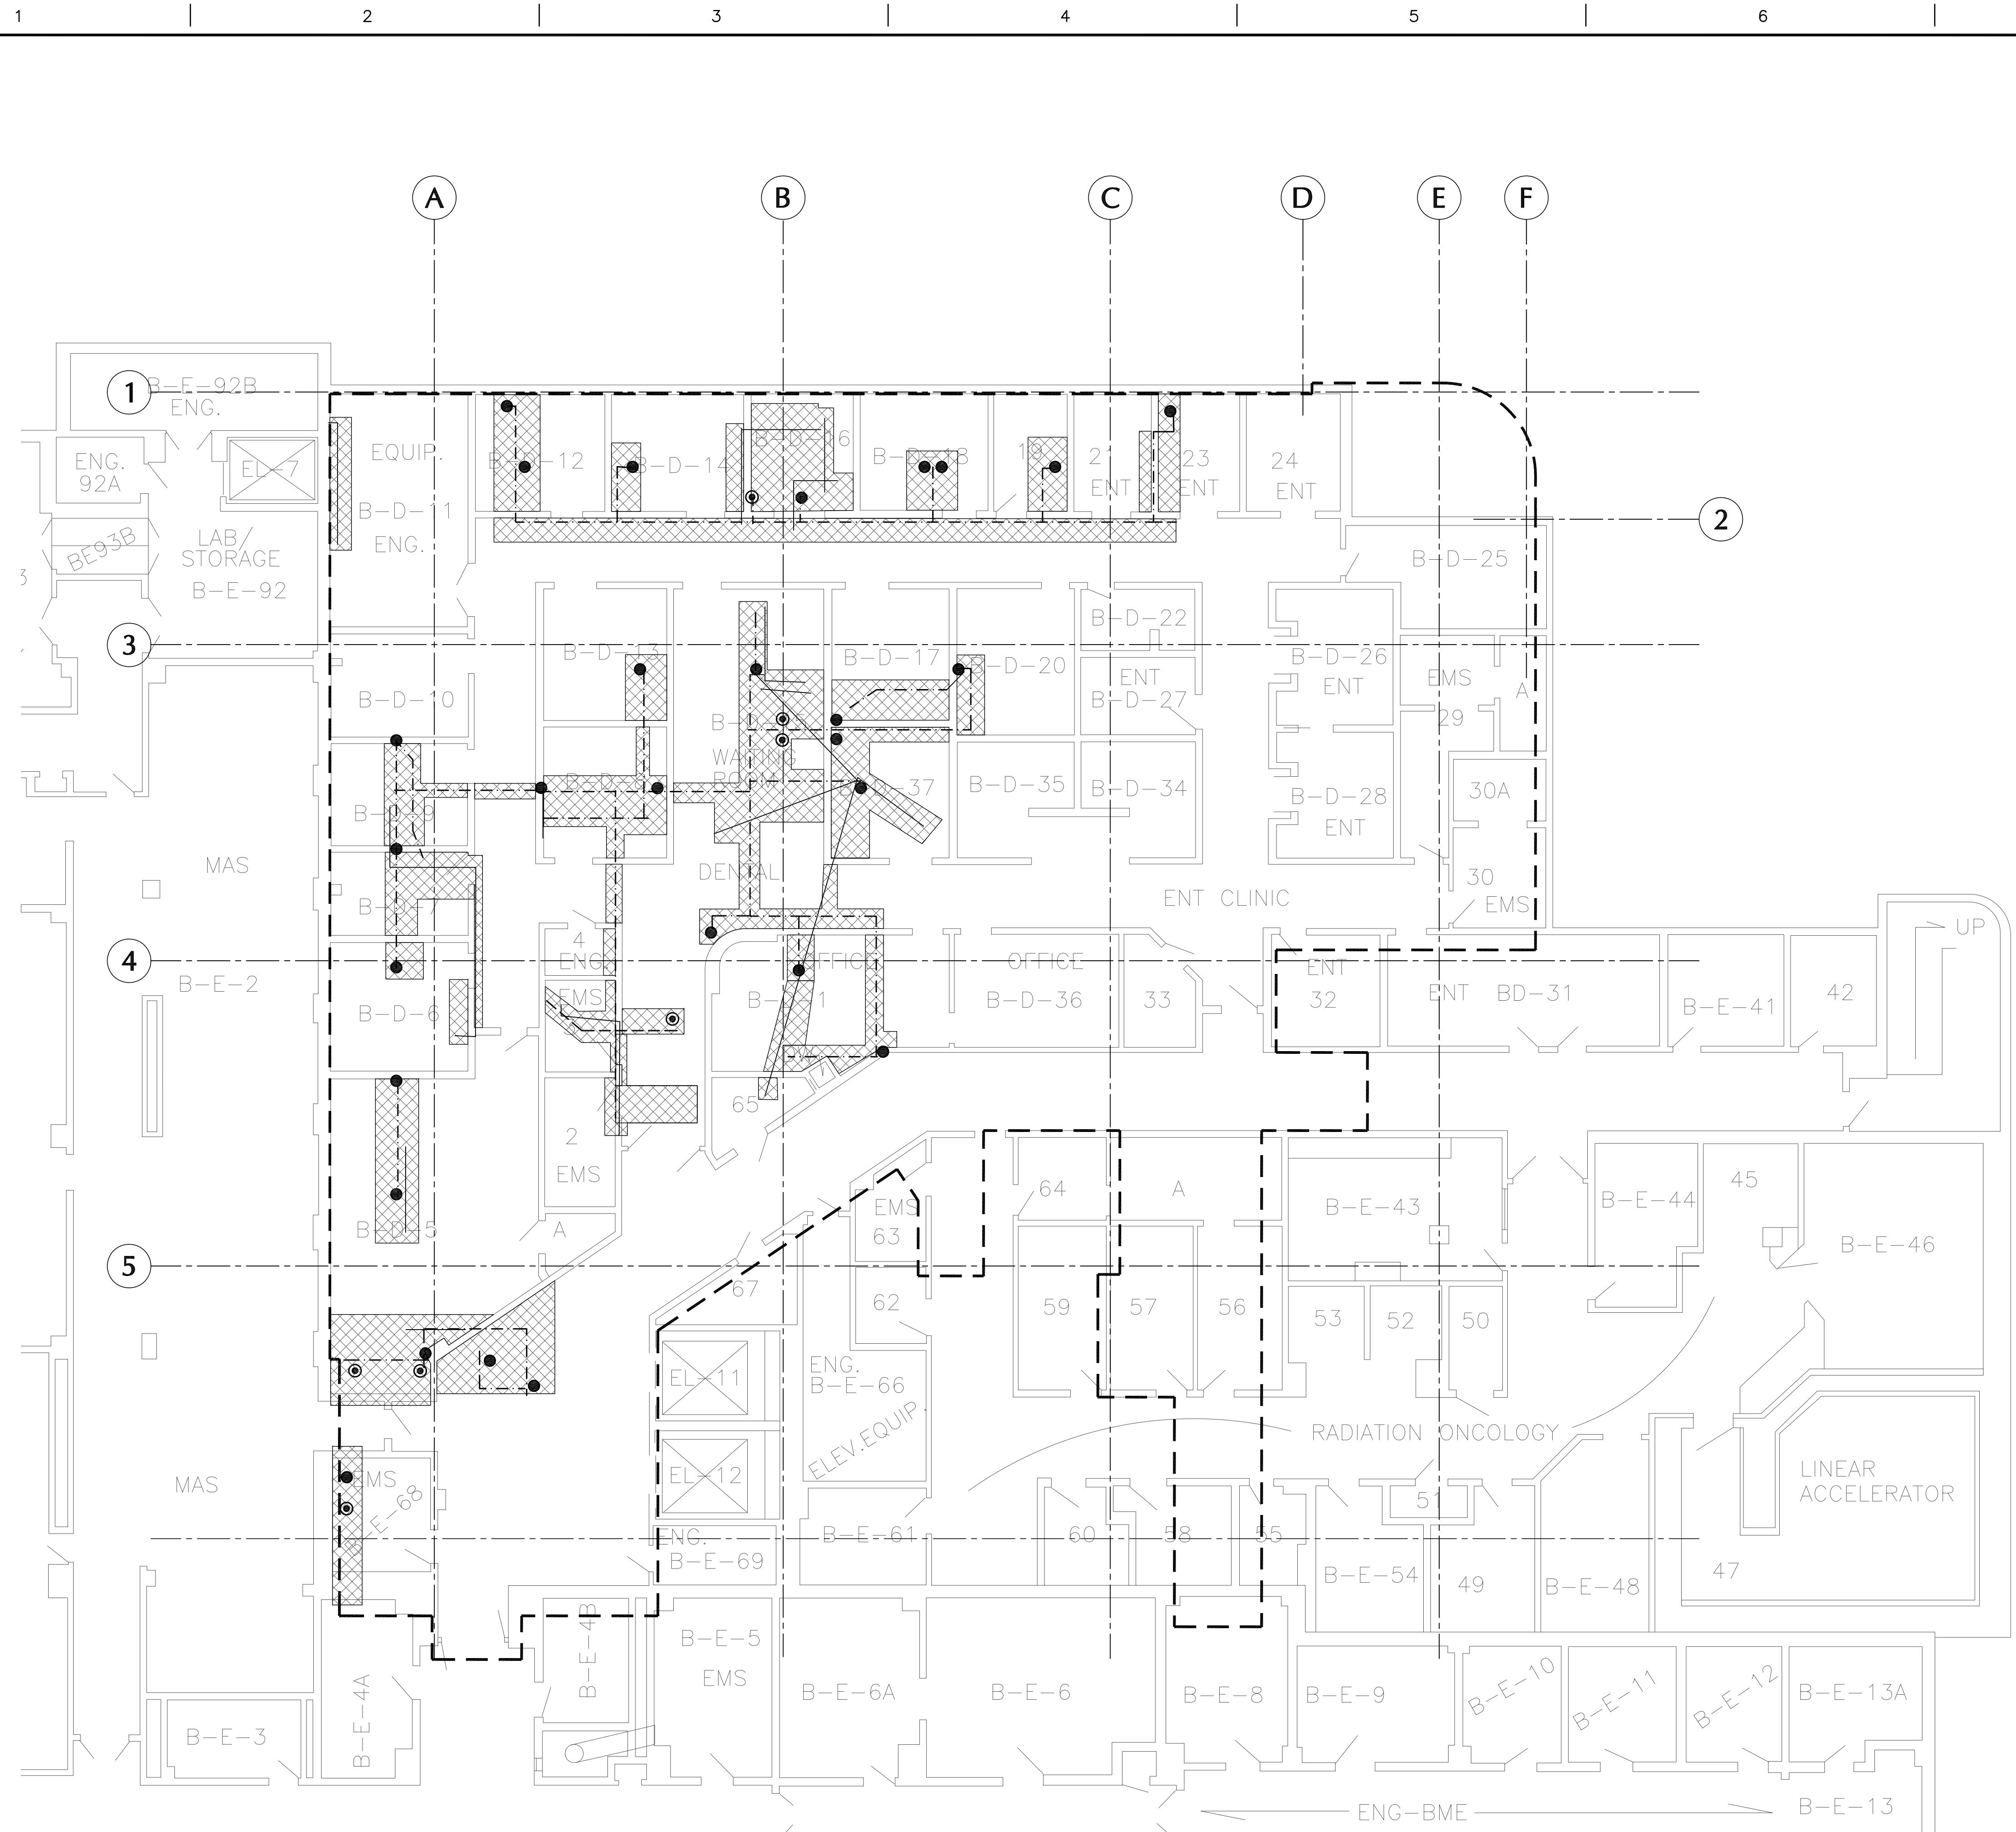 1 2 3 4 5 6
A B C D E F
1
B-E-92B
ENG.
ENG.
92A
EL-7
EQUIP.
B-D-12
B-D-14
B-D-18
19
21
ENT
23
ENT
24
ENT
B-D-11
ENG.
2
BE93B
LAB/
STORAGE
B-E-92
3
B-D-25
B-D-22
3
B-D-17
B-D-20
ENT
B-D-27
B-D-26
ENT
EMS
29
A
B-D-10
WAITING
ROOM
B-D-35
B-D-34
B-D-28
ENT
30A
MAS
DENTAL
ENT CLINIC
30
EMS
UP
4
ENG.
4
B-E-2
EMS
OFFICE
B-D-36
33
ENT
32
ENT BD-31
B-E-41
42
B-D-6
65
2
EMS
A
B-D-5
5
EMS
63
64
A
B-E-43
B-E-44
45
B-E-46
67
62
59
57
56
53
52
50
EL-11
ENG.
B-E-66
ELEV.EQUIP.
RADIATION ONCOLOGY
EL-12
MAS
EMS
LINEAR
ACCELERATOR
51
ENG.
B-E-69
B-E-61
60
58
55
B-E-54
49
B-E-48
47
B-E-4B
B-E-5
EMS
B-E-4A
B-E-3
B-E-6A
B-E-6
B-E-8
B-E-9
B-E-10
B-E-11
B-E-12
B-E-13A
ENG-BME
B-E-13